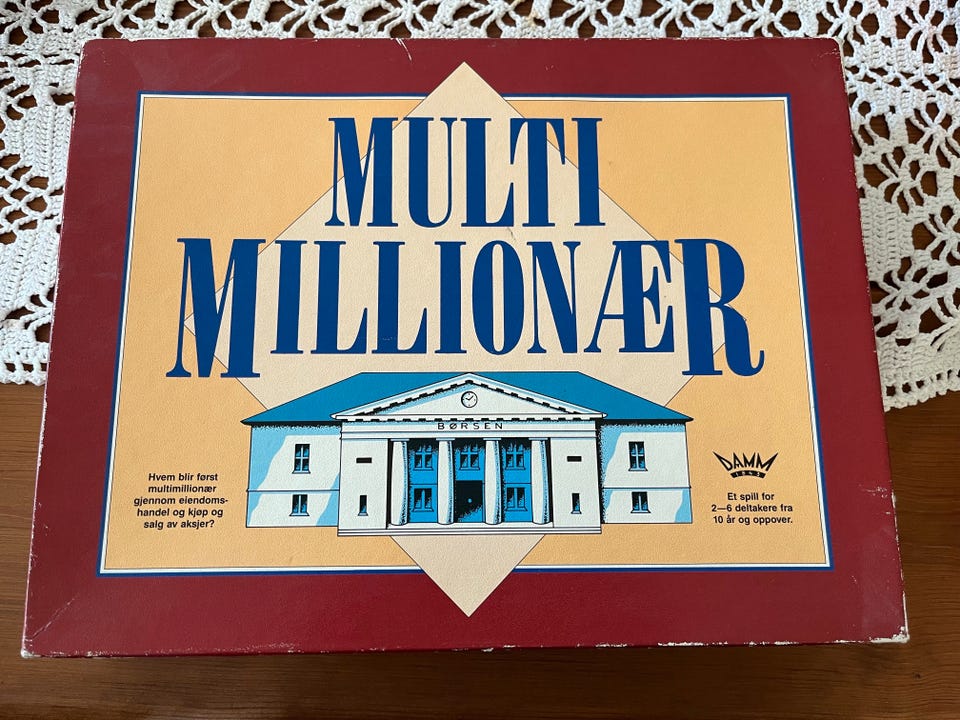 MULTI
MILLIONÆR
BØRSEN
Hvem blir først
multimillionær
gjennom eiendoms-
handel og kjøp og
salg av aksjer?
DAMM
1843
Et spill for
2—6 deltakere fra
10 år og oppover.